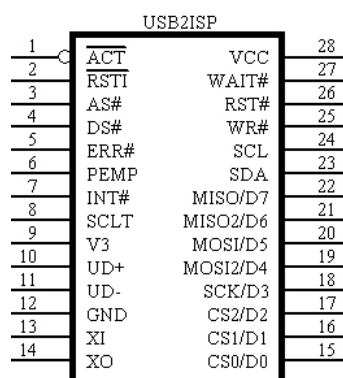 USB2ISP
1 ACT VCC 28
2 RSTI WAIT# 27
3 AS# RST# 26
4 DS# WR# 25
5 ERR# SCL 24
6 PEMP SDA 23
7 INT# MISO/D7 22
8 SCLT MISO2/D6 21
9 V3 MOSI/D5 20
10 UD+ MOSI2/D4 19
11 UD- SCK/D3 18
12 GND CS2/D2 17
13 XI CS1/D1 16
14 XO CS0/D0 15